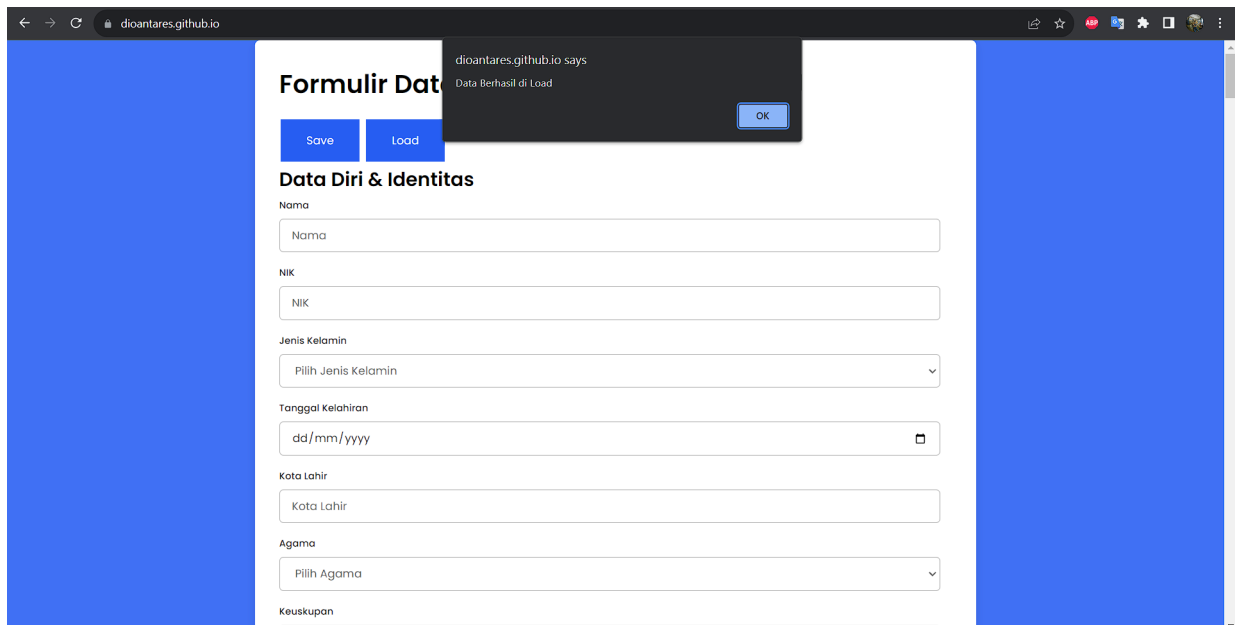 dioantares.github.io
ABP
dioantares.github.io says
Data Berhasil di Load
OK
Formulir Dat
Save
Load
Data Diri & Identitas
Nama
Nama
NIK
NIK
Jenis Kelamin
Pilih Jenis Kelamin
Tanggal Kelahiran
dd/mm/yyyy
Kota Lahir
Kota Lahir
Agama
Pilih Agama
Keuskupan